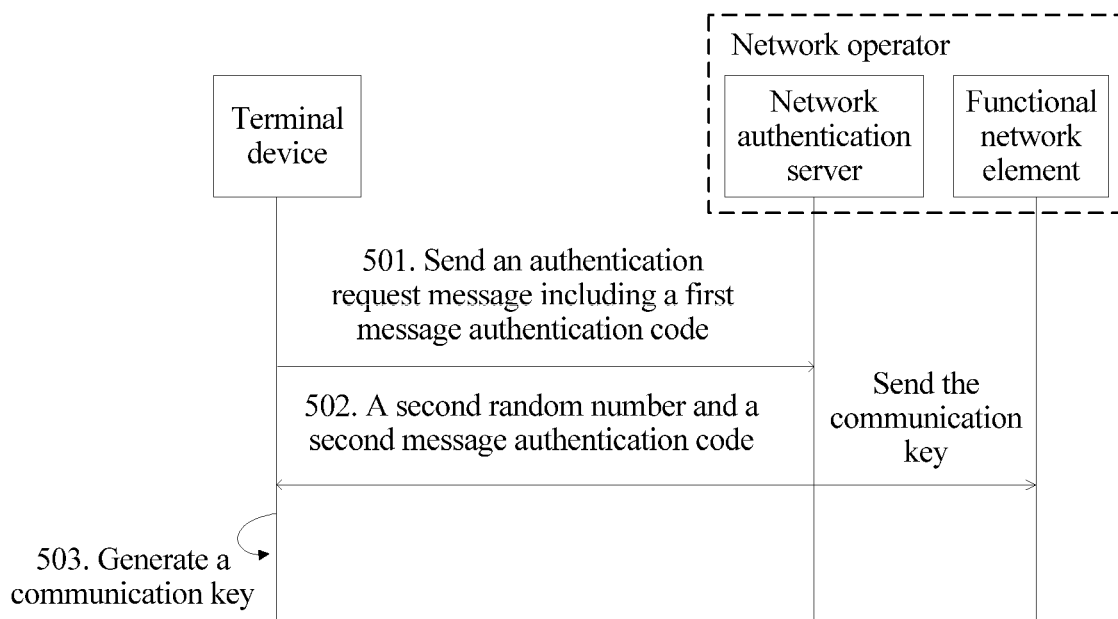 Network operator
Terminal
device
Network
authentication
server
Functional
network
element
501. Send an authentication
request message including a first
message authentication code
502. A second random number and a
second message authentication code
Send the
communication
key
503. Generate a
communication key